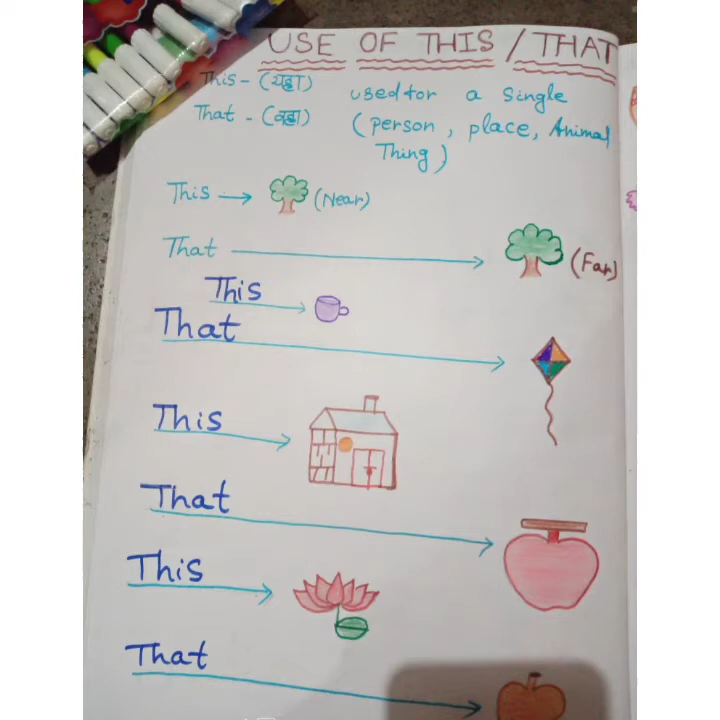 USE OF THIS / THAT
This - (यह) used for a single
That - (वह) (person, place, Animal
Thing)
This → (Near)
That → (Far)
This
That
This
That
This
That